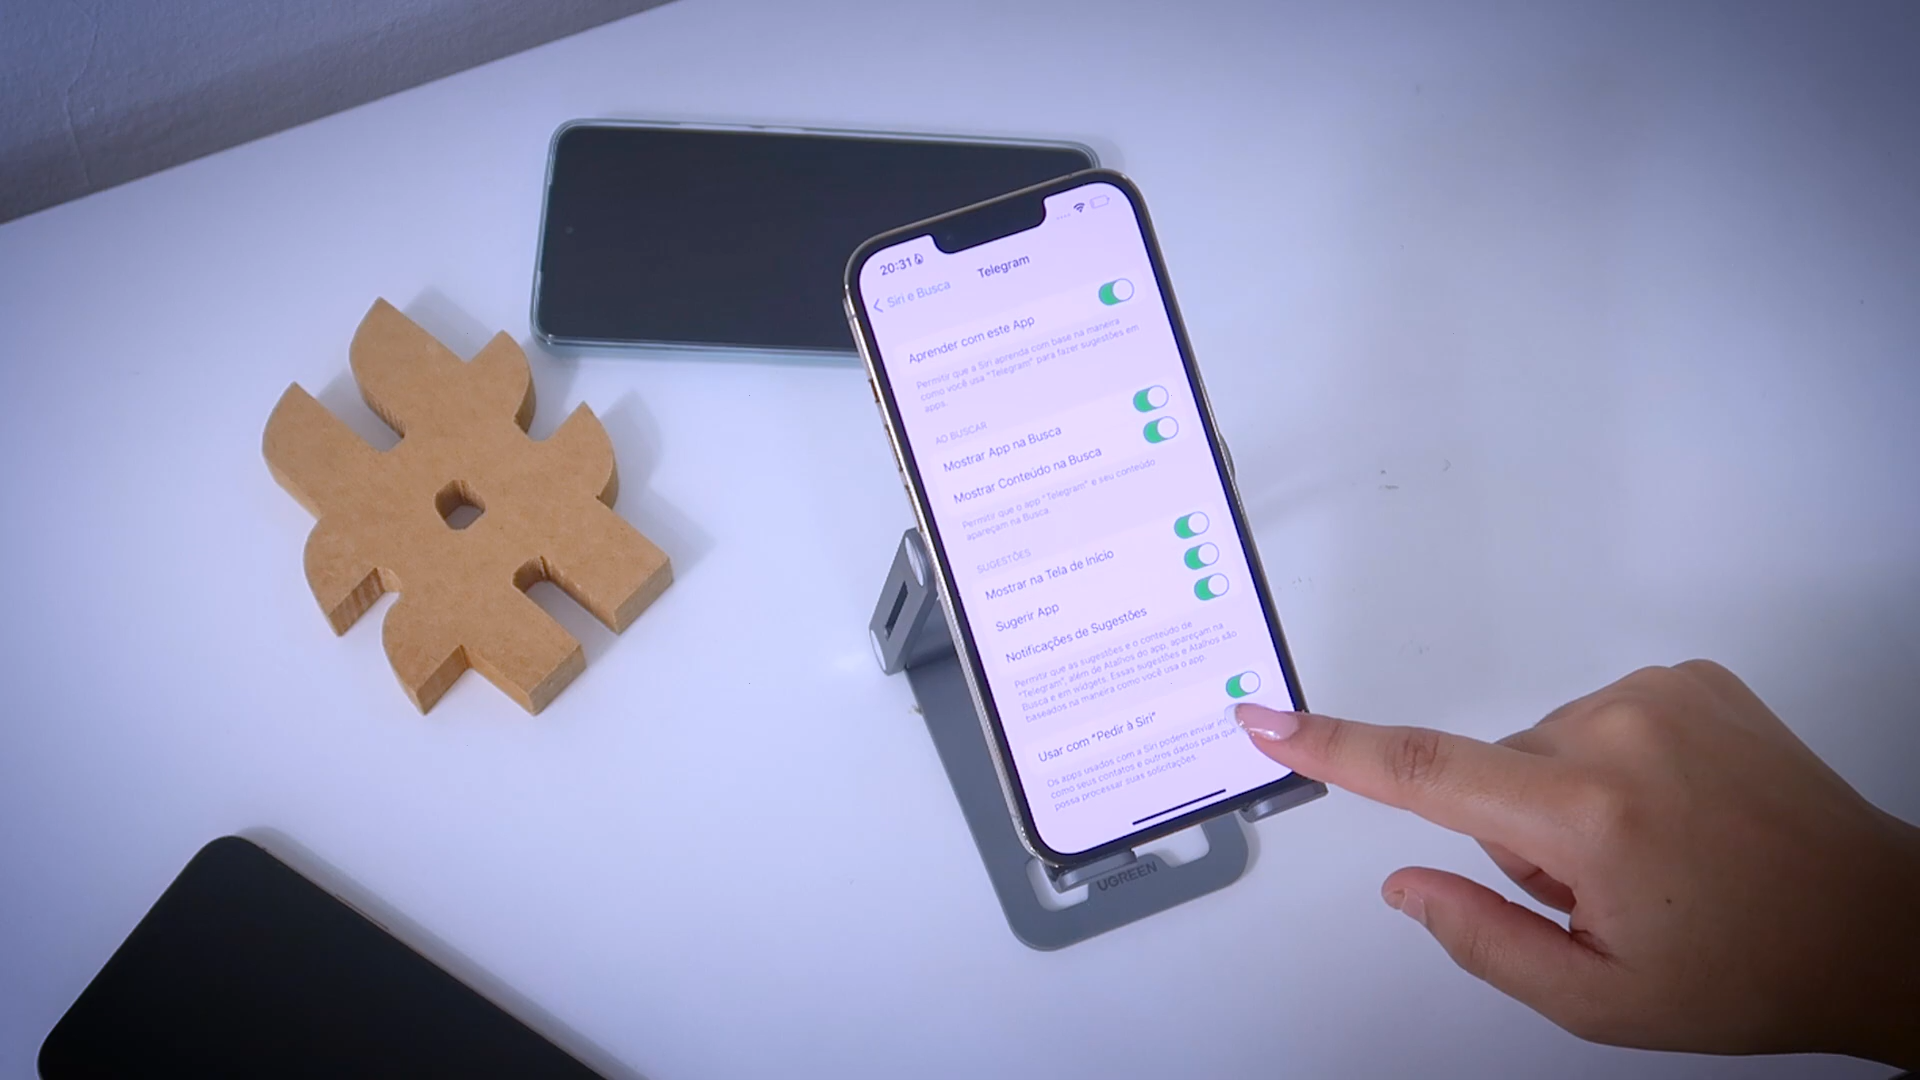 20:31
Telegram
Siri e Busca
Aprender com este App
Permitir que a Siri aprenda com base na maneira
como você usa "Telegram" para fazer sugestões em
apps.
AO BUSCAR
Mostrar App na Busca
Mostrar Conteúdo na Busca
Permitir que o app "Telegram" e seu conteúdo
apareçam na Busca.
SUGESTÕES
Mostrar na Tela de Início
Sugerir App
Notificações de Sugestões
Permitir que as sugestões e o conteúdo de
"Telegram", além de Atalhos do app, apareçam na
Busca e em widgets. Essas sugestões e Atalhos são
baseados na maneira como você usa o app.
Usar com "Pedir à Siri"
Os apps usados com a Siri podem enviar
como seus contatos e outros dados para que
possa processar suas solicitações.
UGREEN